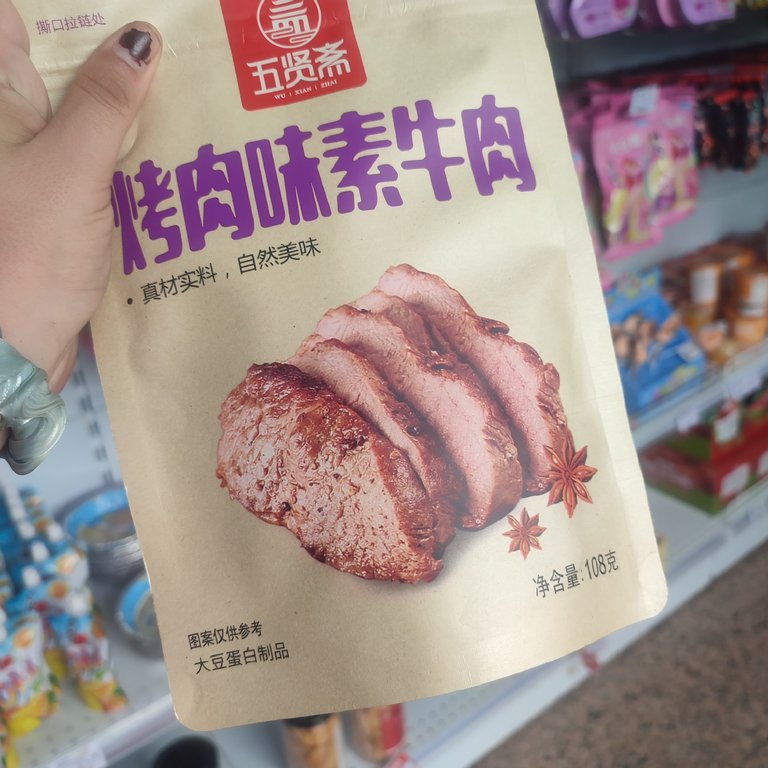 撕口拉链处
五贤斋
WU | XIAN | ZHAI
烤肉味素牛肉
• 真材实料，自然美味
净含量:108克
图案仅供参考
大豆蛋白制品